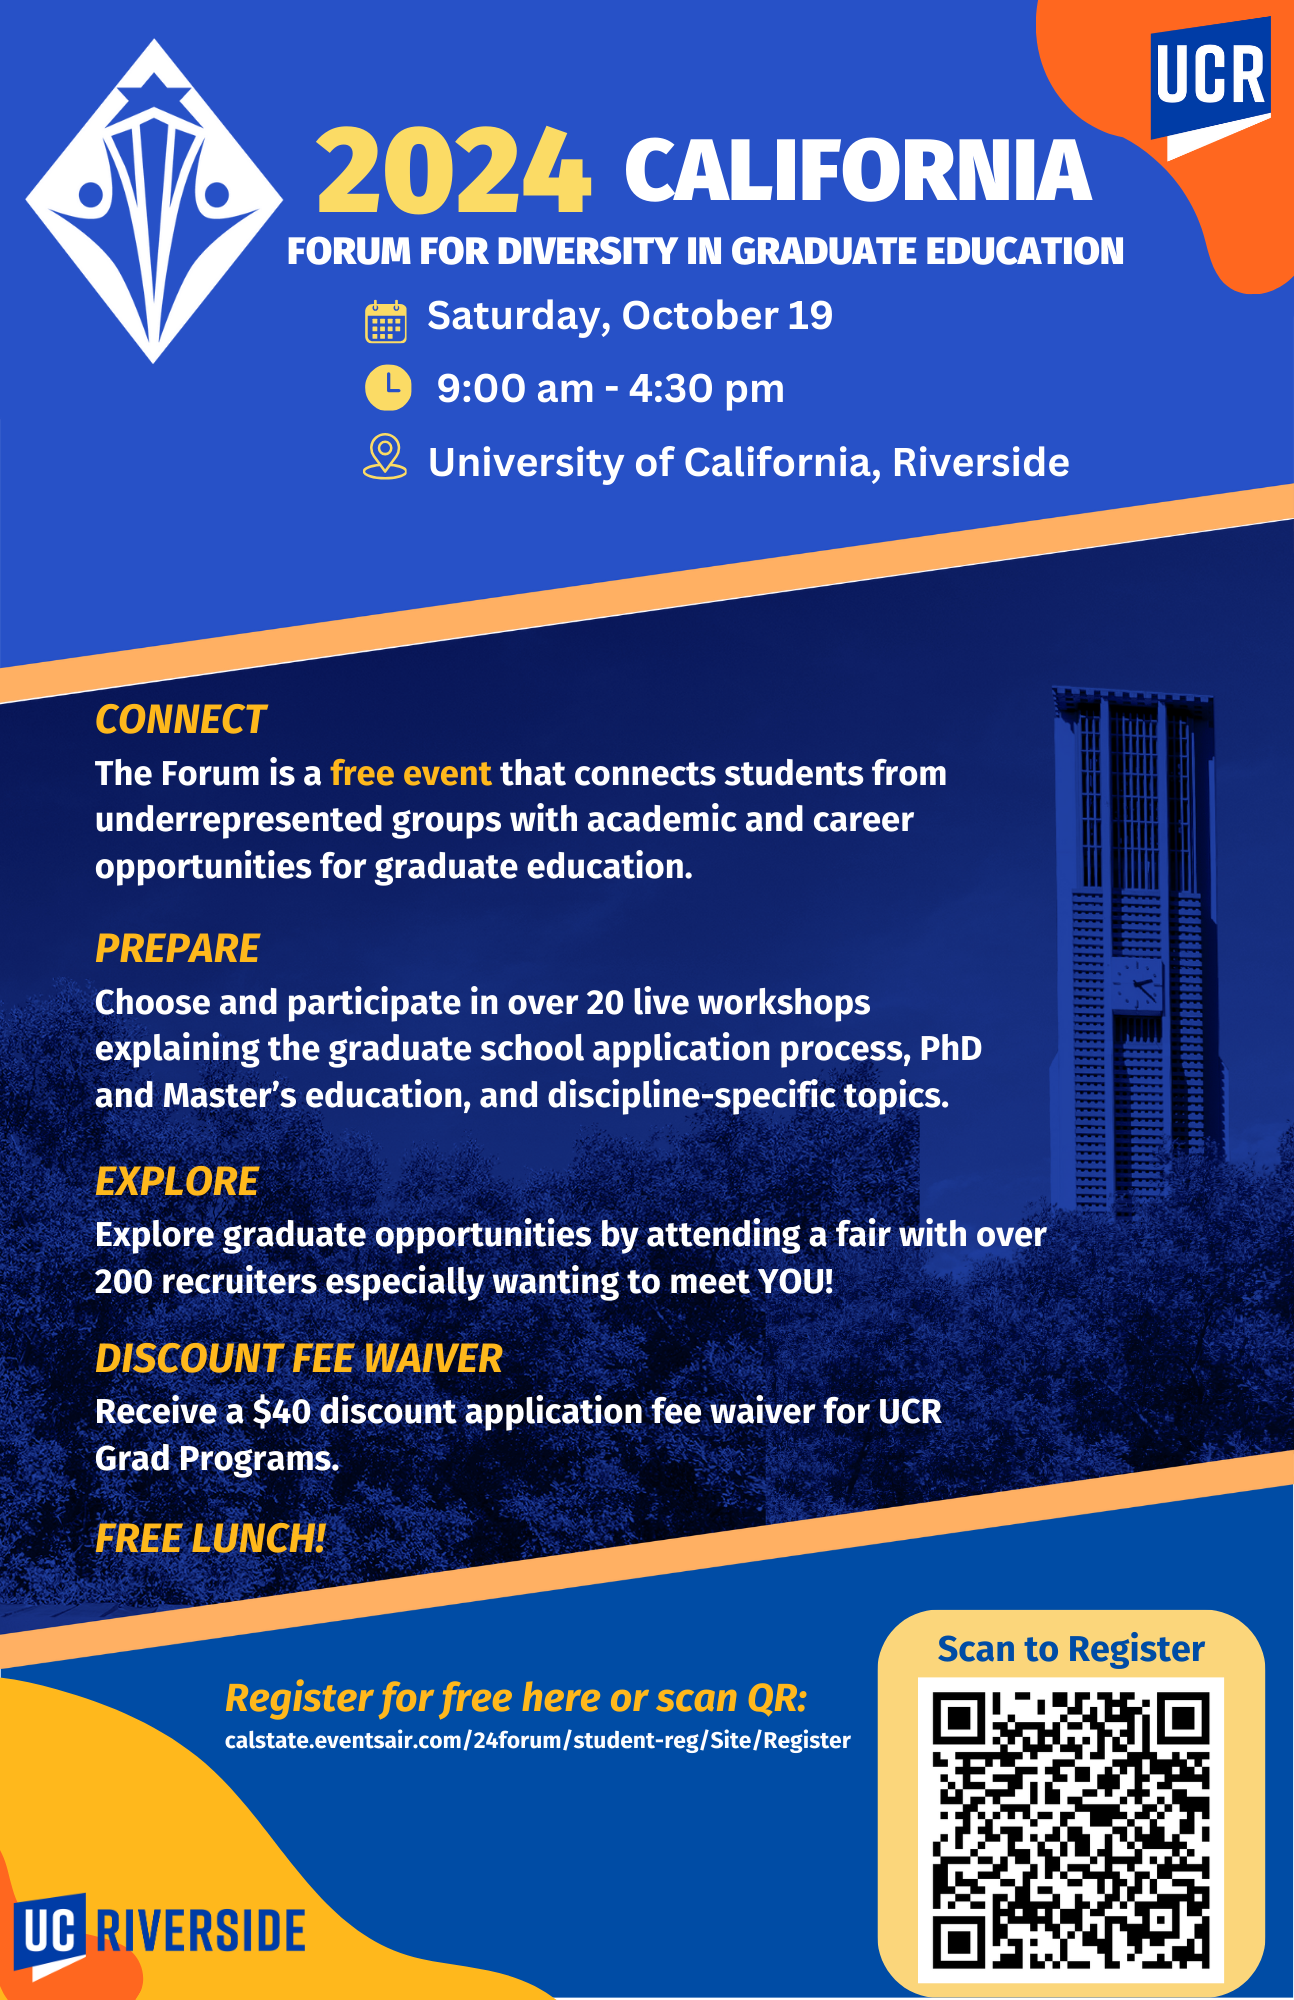 UCR
2024 CALIFORNIA
FORUM FOR DIVERSITY IN GRADUATE EDUCATION
Saturday, October 19
9:00 am - 4:30 pm
University of California, Riverside
CONNECT
The Forum is a free event that connects students from
underrepresented groups with academic and career
opportunities for graduate education.
PREPARE
Choose and participate in over 20 live workshops
explaining the graduate school application process, PhD
and Master’s education, and discipline-specific topics.
EXPLORE
Explore graduate opportunities by attending a fair with over
200 recruiters especially wanting to meet YOU!
DISCOUNT FEE WAIVER
Receive a $40 discount application fee waiver for UCR
Grad Programs.
FREE LUNCH!
Scan to Register
Register for free here or scan QR:
calstate.eventsair.com/24forum/student-reg/Site/Register
UC RIVERSIDE